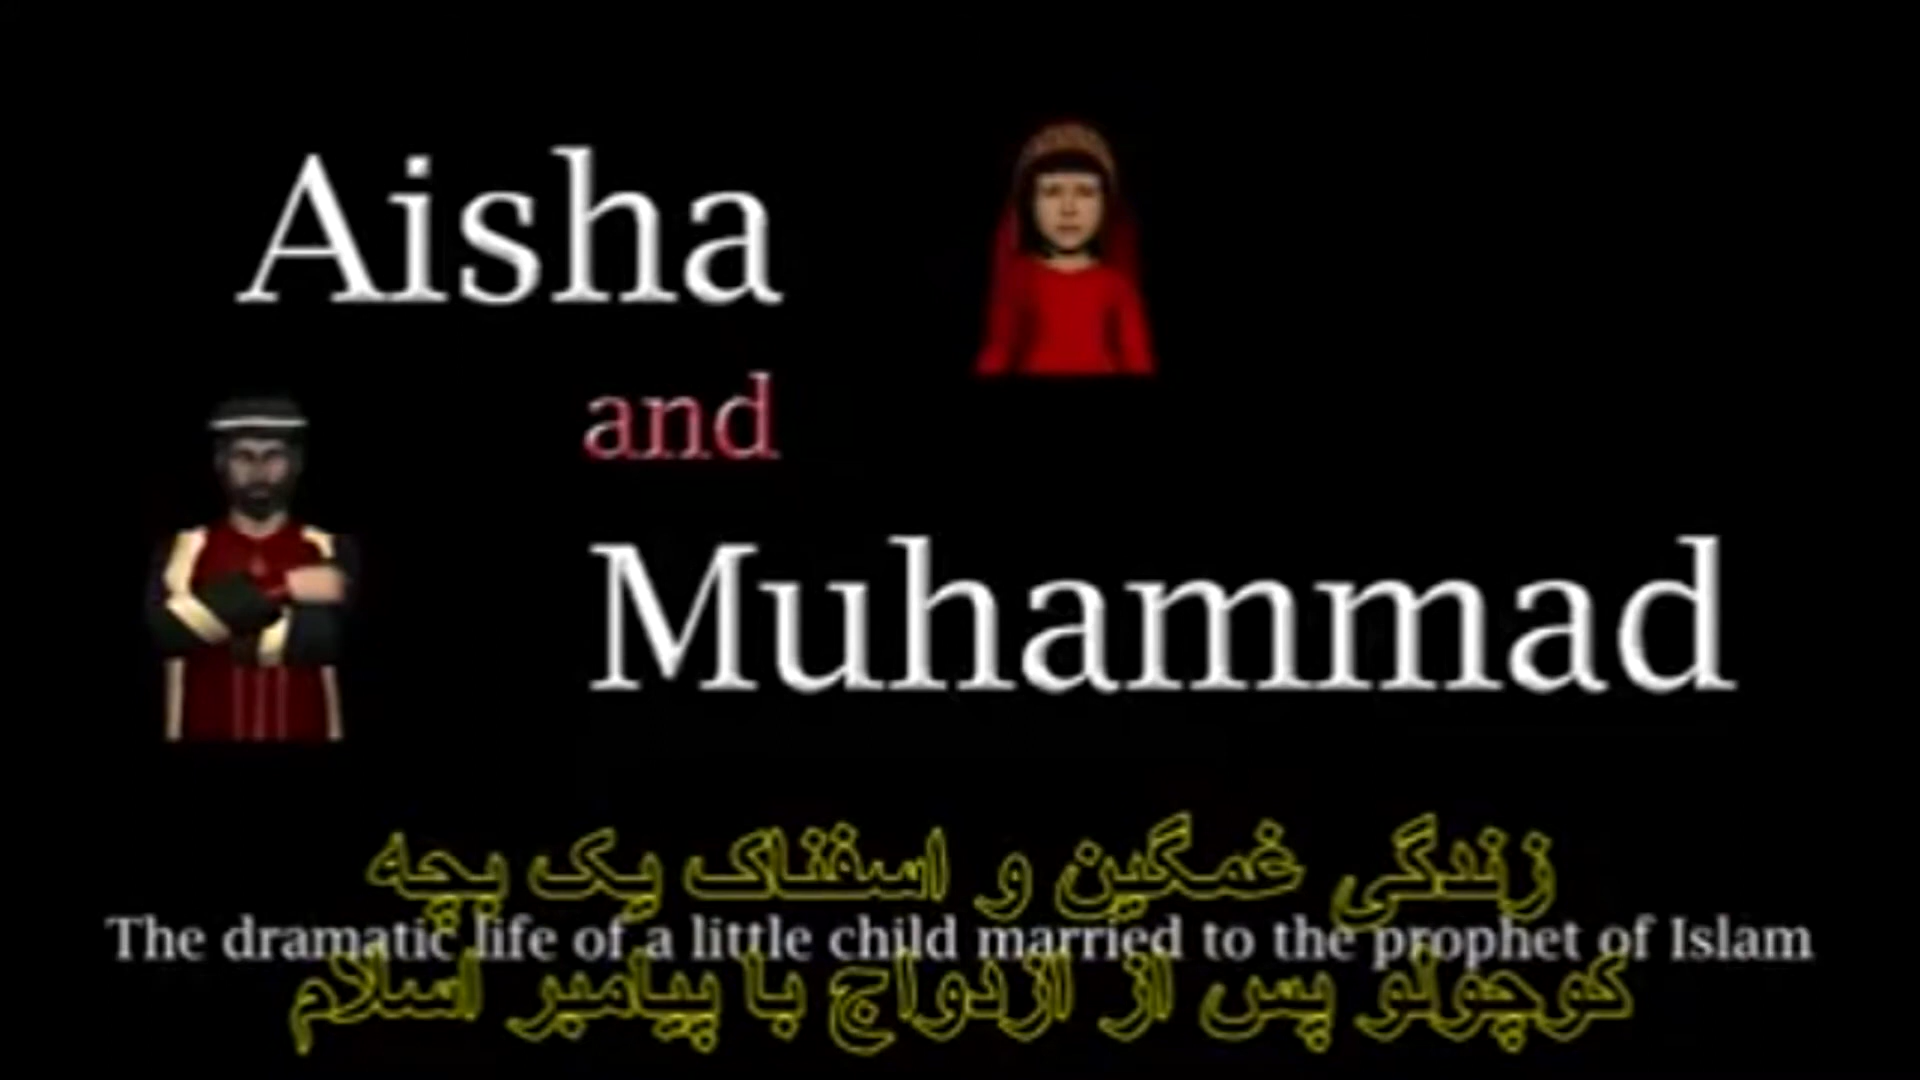 Aisha
and
Muhammad
زندگی غمگین و اسفناک یک بچه
The dramatic life of a little child married to the prophet of Islam
کوچولو پس از ازدواج با پیامبر اسلام